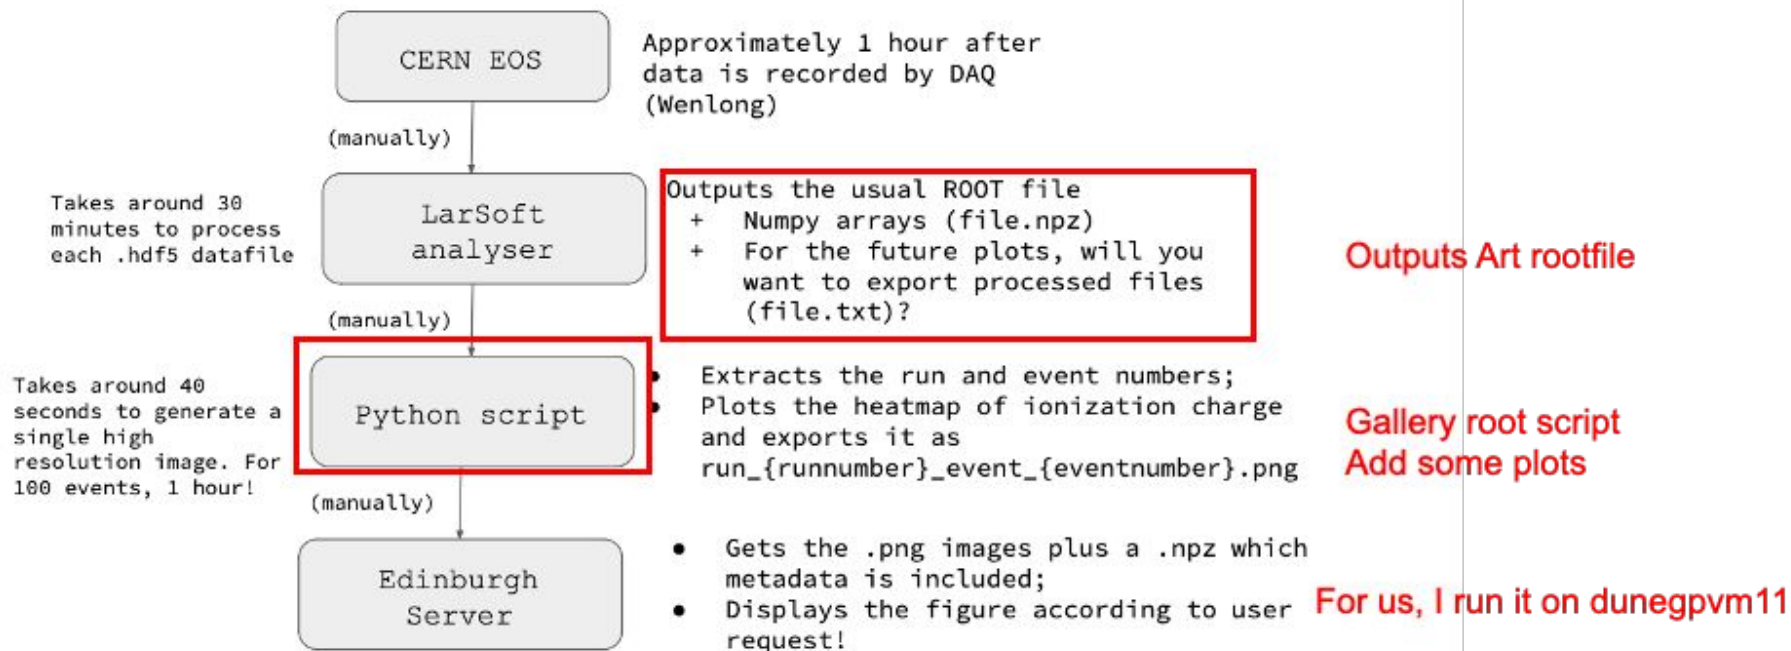 CERN EOS
Approximately 1 hour after
data is recorded by DAQ
(Wenlong)
(manually)
Takes around 30
minutes to process
each .hdf5 datafile
LarSoft
analyser
Outputs the usual ROOT file
+ Numpy arrays (file.npz)
+ For the future plots, will you
want to export processed files
(file.txt)?
Outputs Art rootfile
(manually)
Takes around 40
seconds to generate a
single high
resolution image. For
100 events, 1 hour!
Python script
● Extracts the run and event numbers;
● Plots the heatmap of ionization charge
and exports it as
run_{runnumber}_event_{eventnumber}.png
Gallery root script
Add some plots
(manually)
Edinburgh
Server
● Gets the .png images plus a .npz which
metadata is included;
● Displays the figure according to user
request!
For us, I run it on dunegpvm11